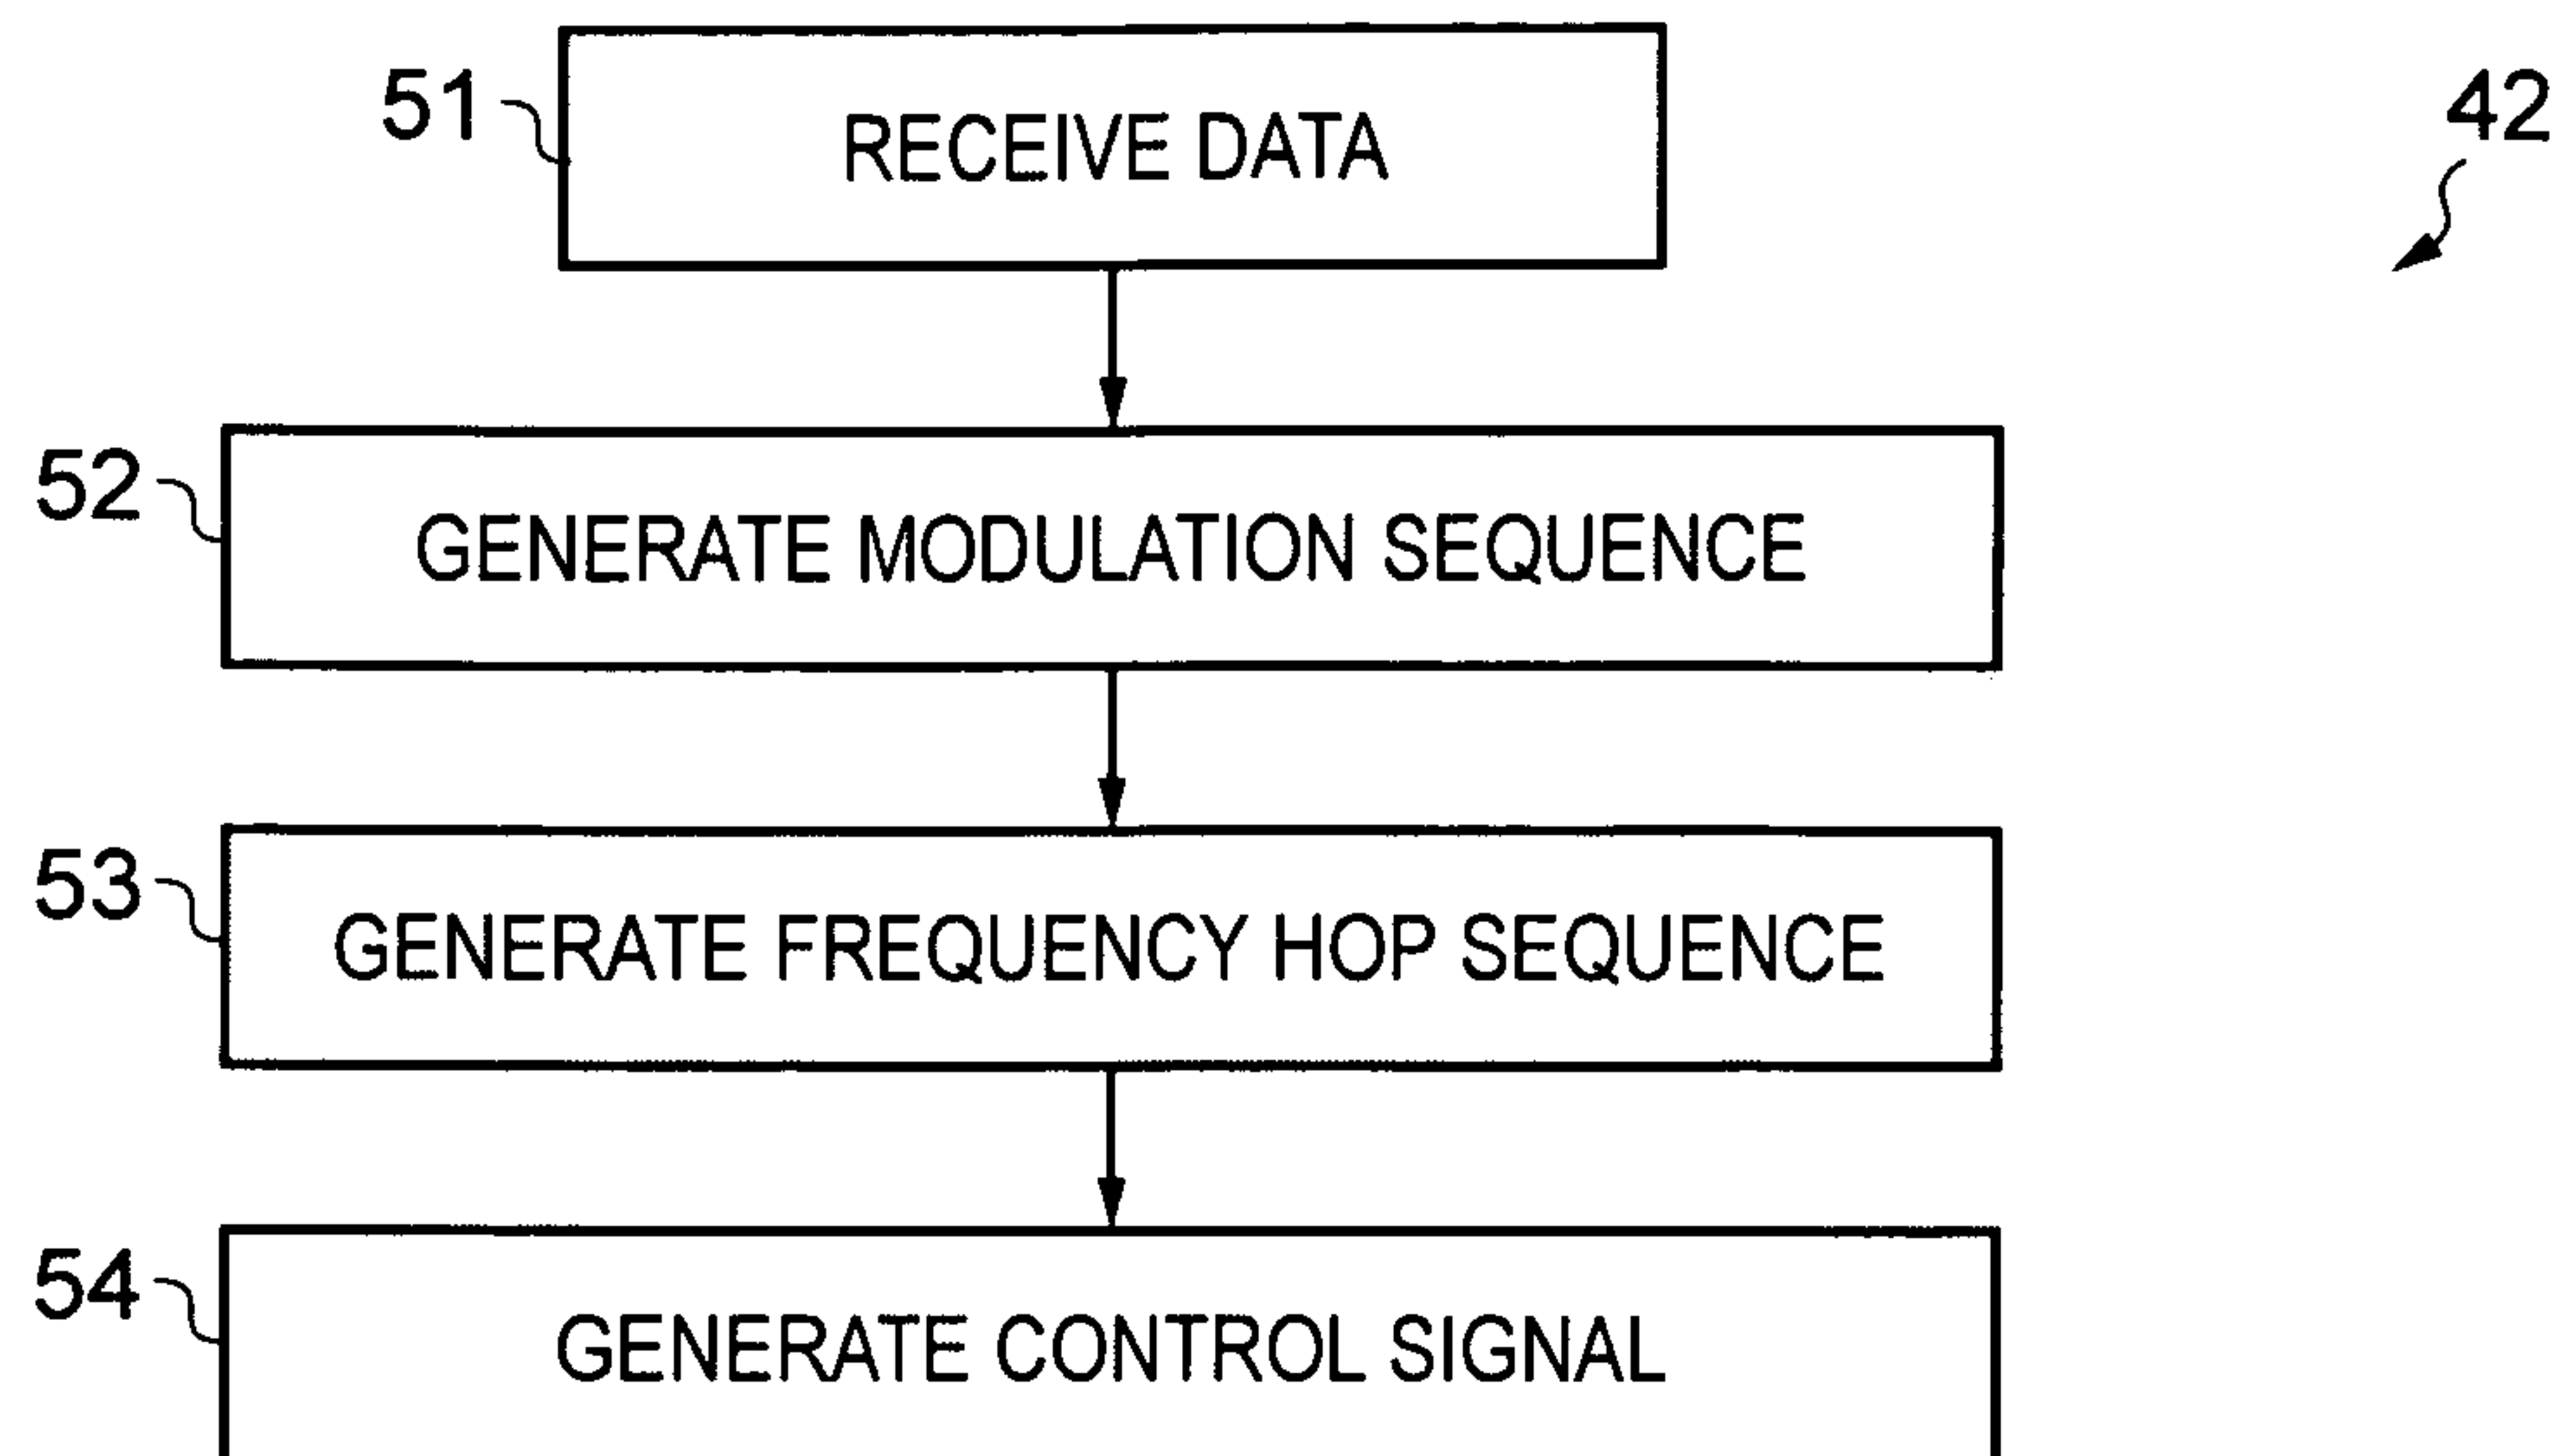 51
RECEIVE DATA
42
52
GENERATE MODULATION SEQUENCE
53
GENERATE FREQUENCY HOP SEQUENCE
54
GENERATE CONTROL SIGNAL